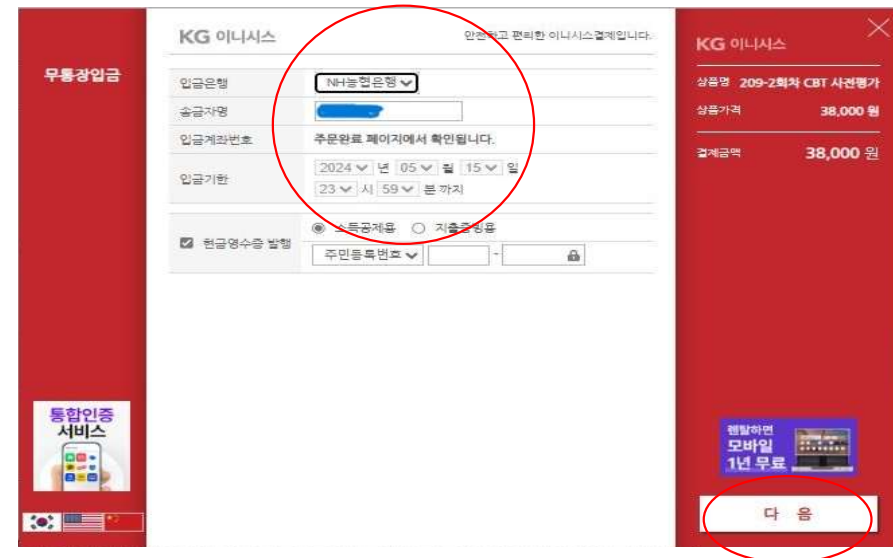 무통장입금
KG 이니시스
안전하고 편리한 이니시스결제입니다.
입금은행
NH농협은행
송금자명
입금계좌번호
주문완료 페이지에서 확인됩니다.
입금기한
2024 년 05 월 15 일
23 시 59 분 까지
현금영수증 발행
소득공제용 지출증빙용
주민등록번호 -
통합인증
서비스
KG 이니시스
상품명 209-2회차 CBT 사전평가
상품가격 38,000 원
결제금액 38,000 원
렌탈하면
모바일
1년 무료
다 음